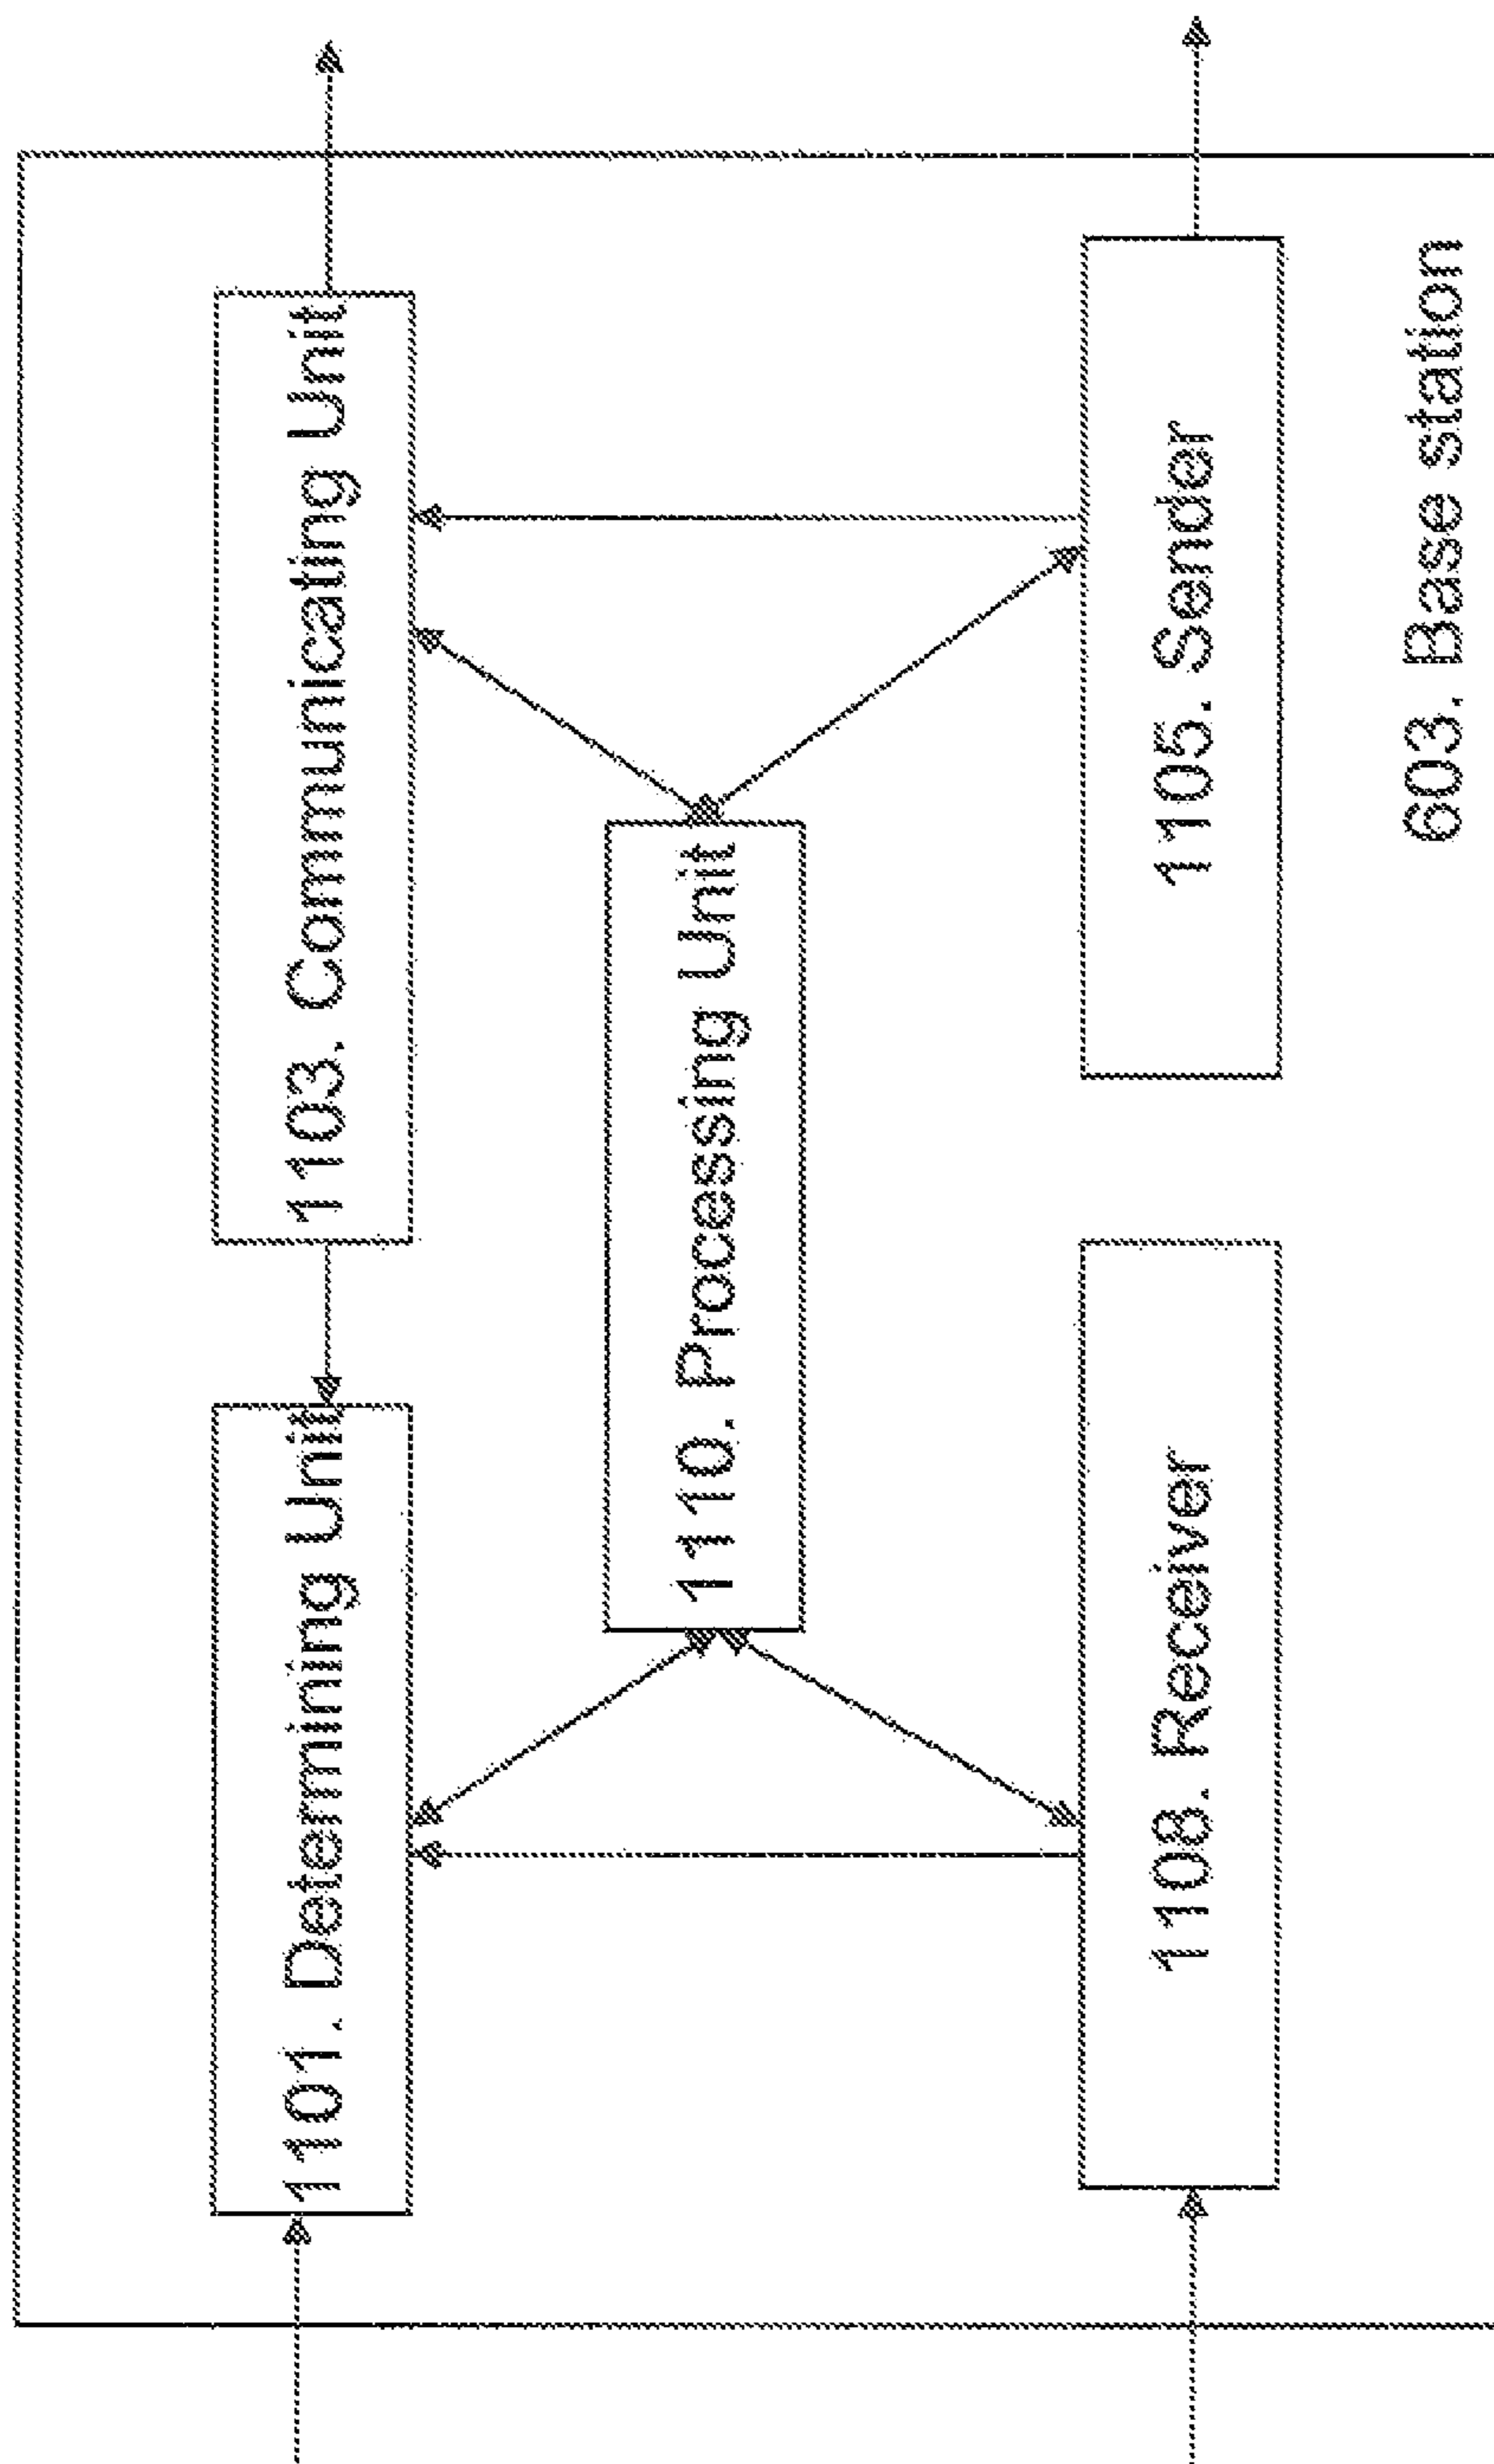 1101. Determining Unit
1103. Communicating Unit
1110. Processing Unit
1108. Receiver
1105. Sender
603. Base station